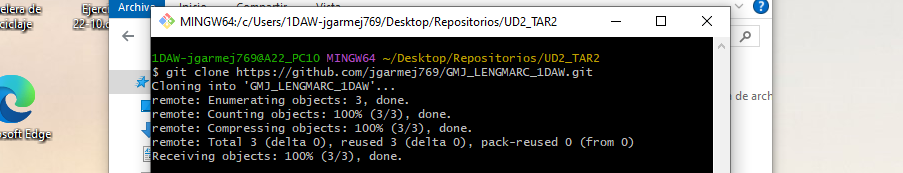 elera de
ciclaje
Ejerc
22-10.
Archivo
Inicio
Compartir
Vista
MINGW64:/c/Users/1DAW-jgarmej769/Desktop/Repositorios/UD2_TAR2
1DAW-jgarmej769@A22_PC10 MINGW64 ~/Desktop/Repositorios/UD2_TAR2
$ git clone https://github.com/jgarmej769/GMJ_LENGMARC_1DAW.git
Cloning into 'GMJ_LENGMARC_1DAW'...
remote: Enumerating objects: 3, done.
remote: Counting objects: 100% (3/3), done.
remote: Compressing objects: 100% (3/3), done.
remote: Total 3 (delta 0), reused 3 (delta 0), pack-reused 0 (from 0)
Receiving objects: 100% (3/3), done.
osoft Edge
a de arch